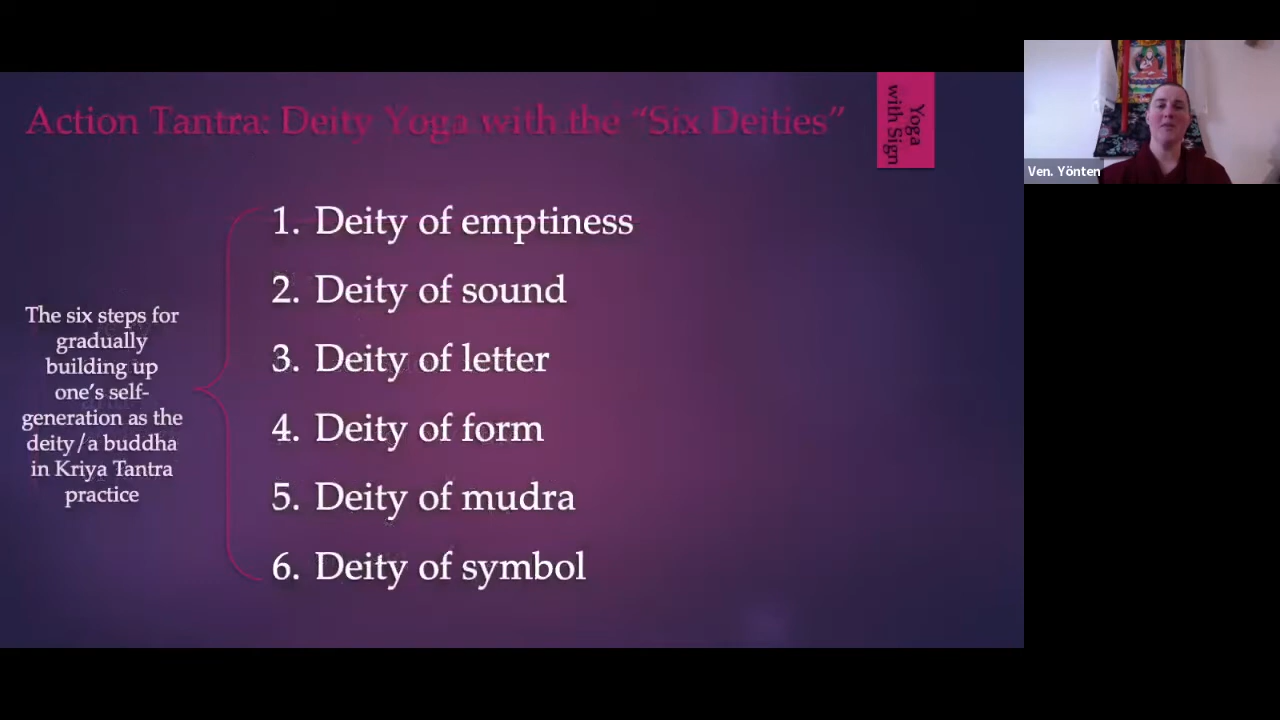 Action Tantra: Deity Yoga with the “Six Deities”
Yoga
with Sign
Ven. Yönten
1. Deity of emptiness
2. Deity of sound
3. Deity of letter
4. Deity of form
5. Deity of mudra
6. Deity of symbol
The six steps for
gradually
building up
one’s self-
generation as the
deity/a buddha
in Kriya Tantra
practice